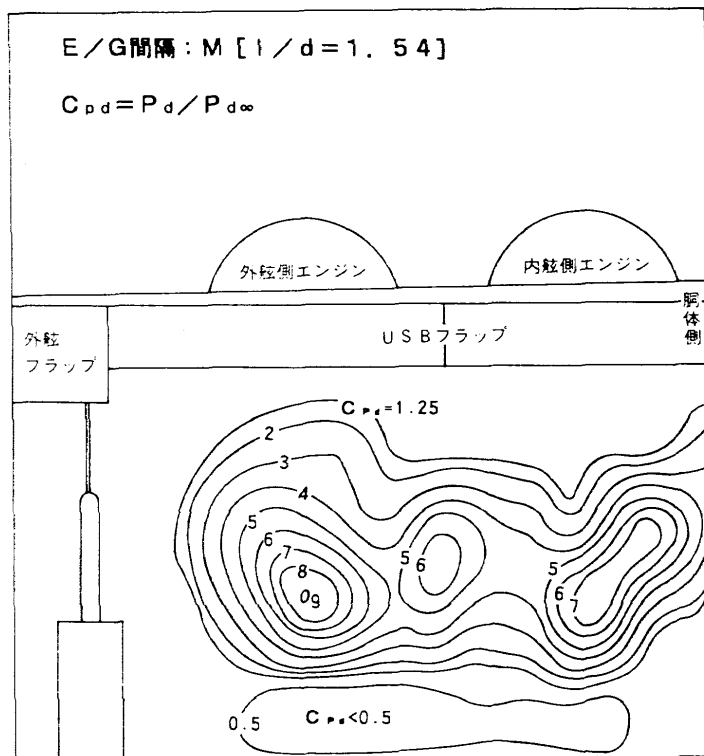 E/G間隔:M[l/d=1.54]
Cpd=Pd/Pd∞
外舷側エンジン
内舷側エンジン
胴体側
外舷
フラップ
USBフラップ
Cpd=1.25
2
3
4
5
6
7
8
9
5
6
5
6
7
0.5
Cpd<0.5